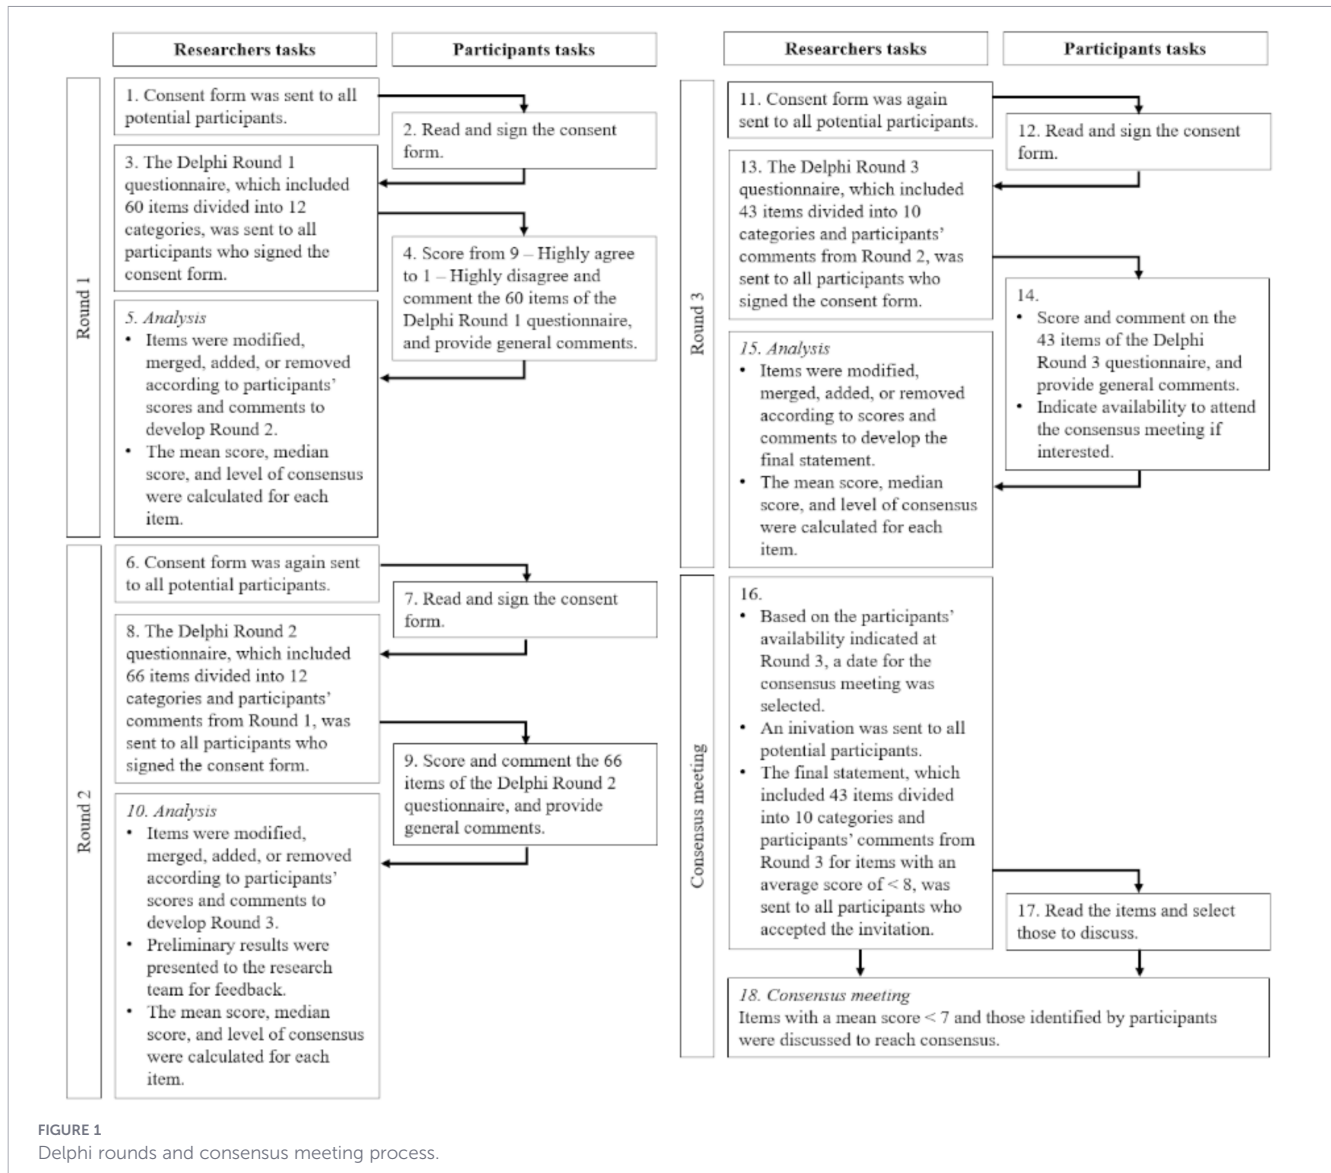 Researchers tasks
Participants tasks
Round 1
1. Consent form was sent to all
potential participants.
2. Read and sign the consent
form.
3. The Delphi Round 1
questionnaire, which included
60 items divided into 12
categories, was sent to all
participants who signed the
consent form.
4. Score from 9 – Highly agree
to 1 – Highly disagree and
comment the 60 items of the
Delphi Round 1 questionnaire,
and provide general comments.
5. Analysis
• Items were modified,
merged, added, or removed
according to participants'
scores and comments to
develop Round 2.
• The mean score, median
score, and level of consensus
were calculated for each
item.
Round 2
6. Consent form was again sent
to all potential participants.
7. Read and sign the consent
form.
8. The Delphi Round 2
questionnaire, which included
66 items divided into 12
categories and participants'
comments from Round 1, was
sent to all participants who
signed the consent form.
9. Score and comment the 66
items of the Delphi Round 2
questionnaire, and provide
general comments.
10. Analysis
• Items were modified,
merged, added, or removed
according to participants'
scores and comments to
develop Round 3.
• Preliminary results were
presented to the research
team for feedback.
• The mean score, median
score, and level of consensus
were calculated for each
item.
Researchers tasks
Participants tasks
Round 3
11. Consent form was again
sent to all potential participants.
12. Read and sign the consent
form.
13. The Delphi Round 3
questionnaire, which included
43 items divided into 10
categories and participants'
comments from Round 2, was
sent to all participants who
signed the consent form.
14.
• Score and comment on the
43 items of the Delphi
Round 3 questionnaire, and
provide general comments.
• Indicate availability to attend
the consensus meeting if
interested.
15. Analysis
• Items were modified,
merged, added, or removed
according to scores and
comments to develop the
final statement.
• The mean score, median
score, and level of consensus
were calculated for each
item.
Consensus meeting
16.
• Based on the participants'
availability indicated at
Round 3, a date for the
consensus meeting was
selected.
• An inivation was sent to all
potential participants.
• The final statement, which
included 43 items divided
into 10 categories and
participants' comments from
Round 3 for items with an
average score of < 8, was
sent to all participants who
accepted the invitation.
17. Read the items and select
those to discuss.
18. Consensus meeting
Items with a mean score < 7 and those identified by participants
were discussed to reach consensus.
FIGURE 1
Delphi rounds and consensus meeting process.